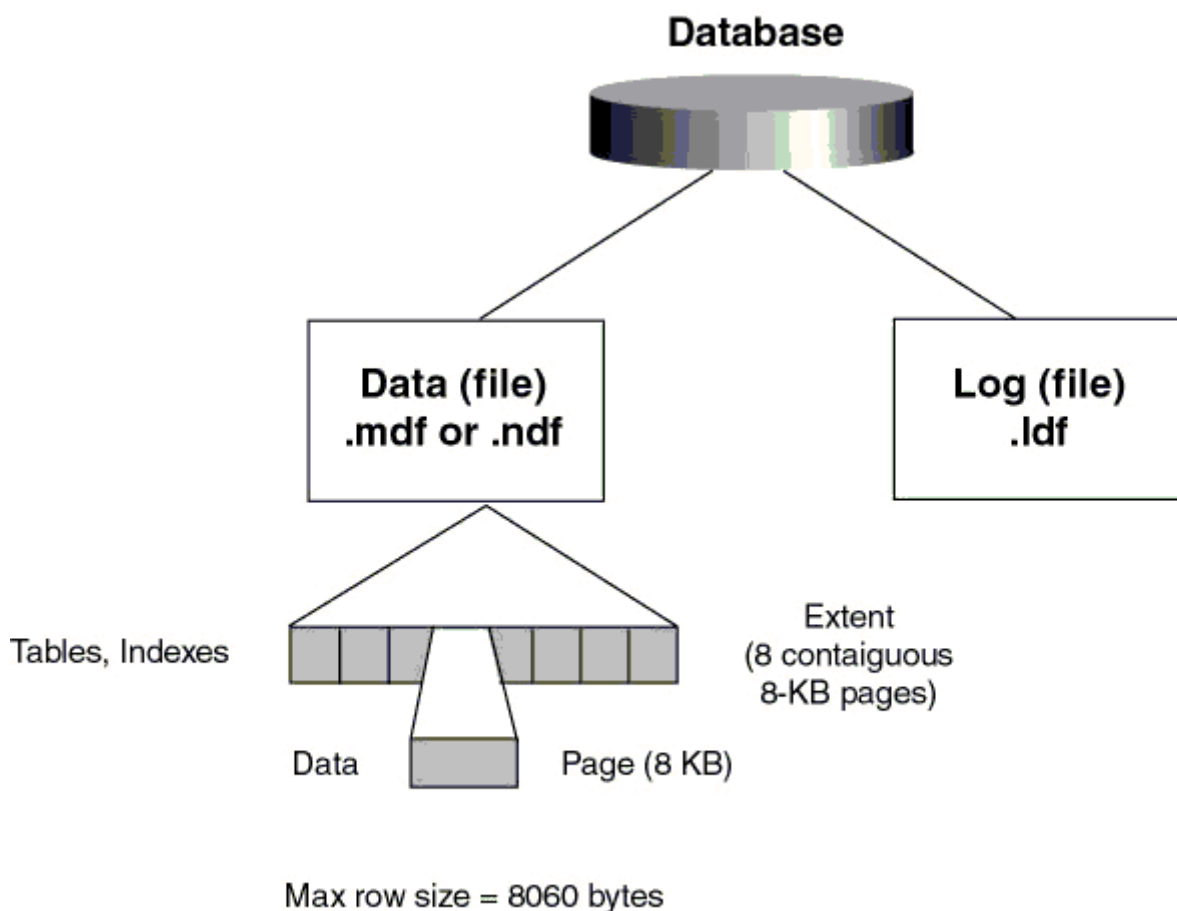 Database
Data (file)
.mdf or .ndf
Log (file)
.ldf
Tables, Indexes
Extent
(8 contaiguous
8-KB pages)
Data
Page (8 KB)
Max row size = 8060 bytes